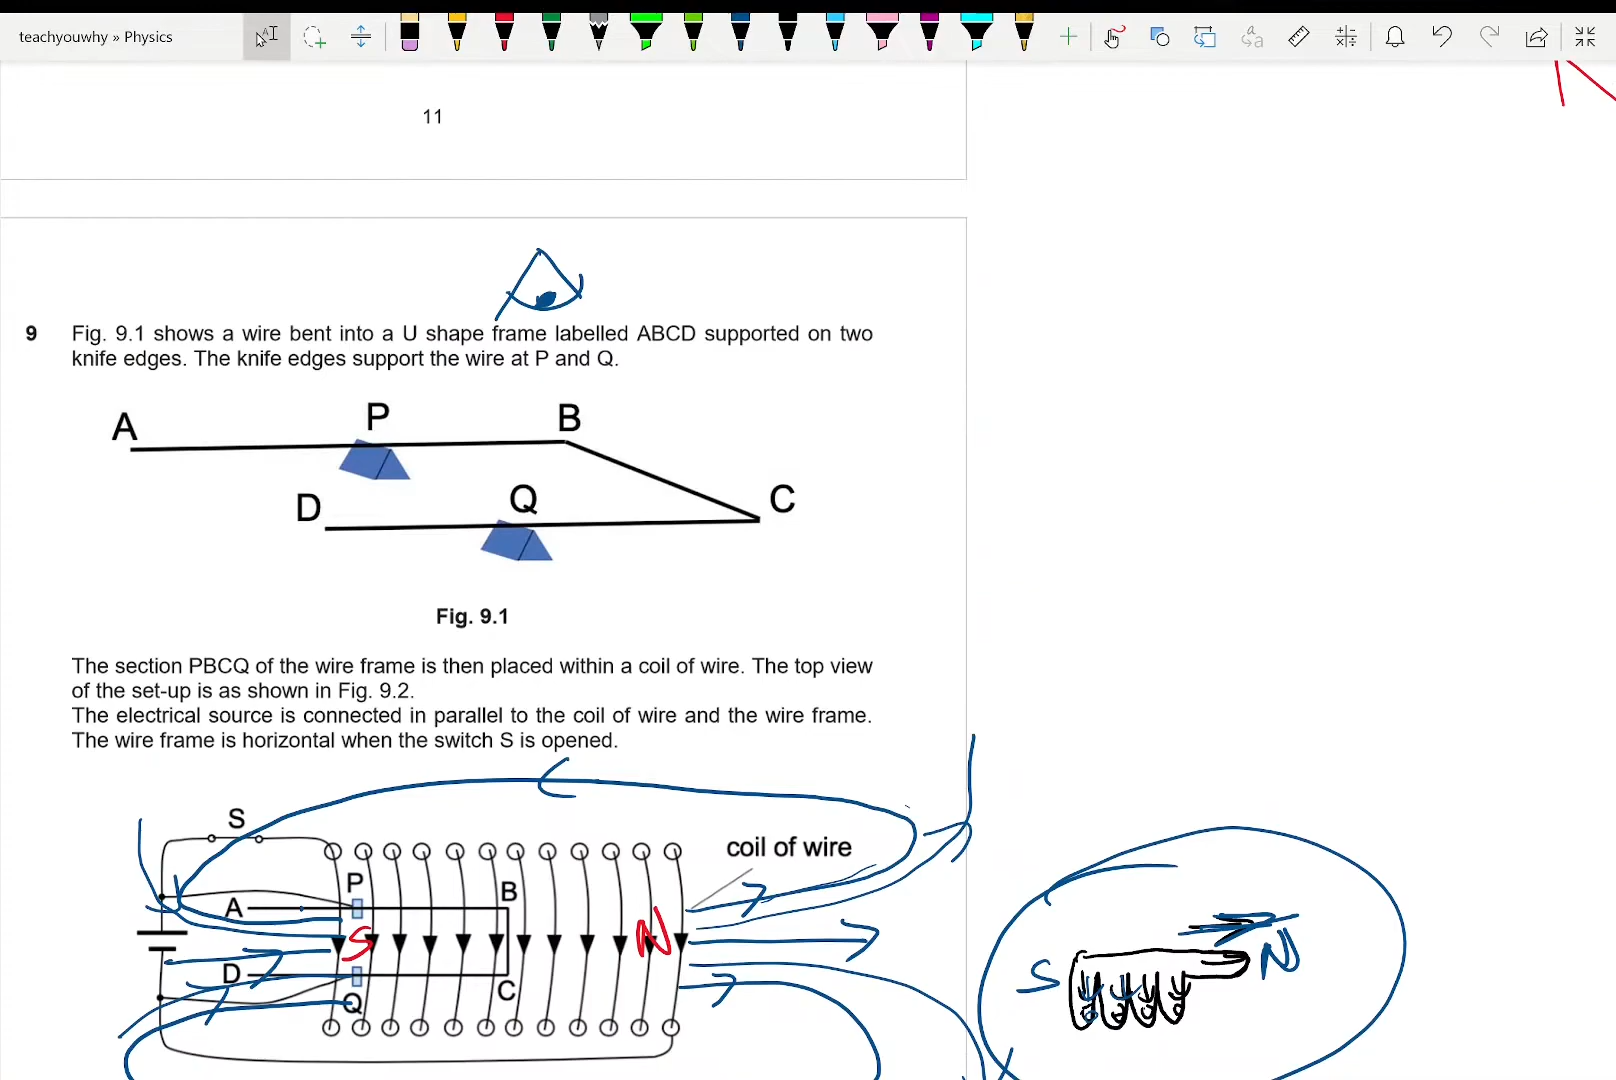 teachyouwhy » Physics
11
9 Fig. 9.1 shows a wire bent into a U shape frame labelled ABCD supported on two
knife edges. The knife edges support the wire at P and Q.
A P B
D Q C
Fig. 9.1
The section PBCQ of the wire frame is then placed within a coil of wire. The top view
of the set-up is as shown in Fig. 9.2.
The electrical source is connected in parallel to the coil of wire and the wire frame.
The wire frame is horizontal when the switch S is opened.
S
coil of wire
P B
A
S N
D C
Q
S N